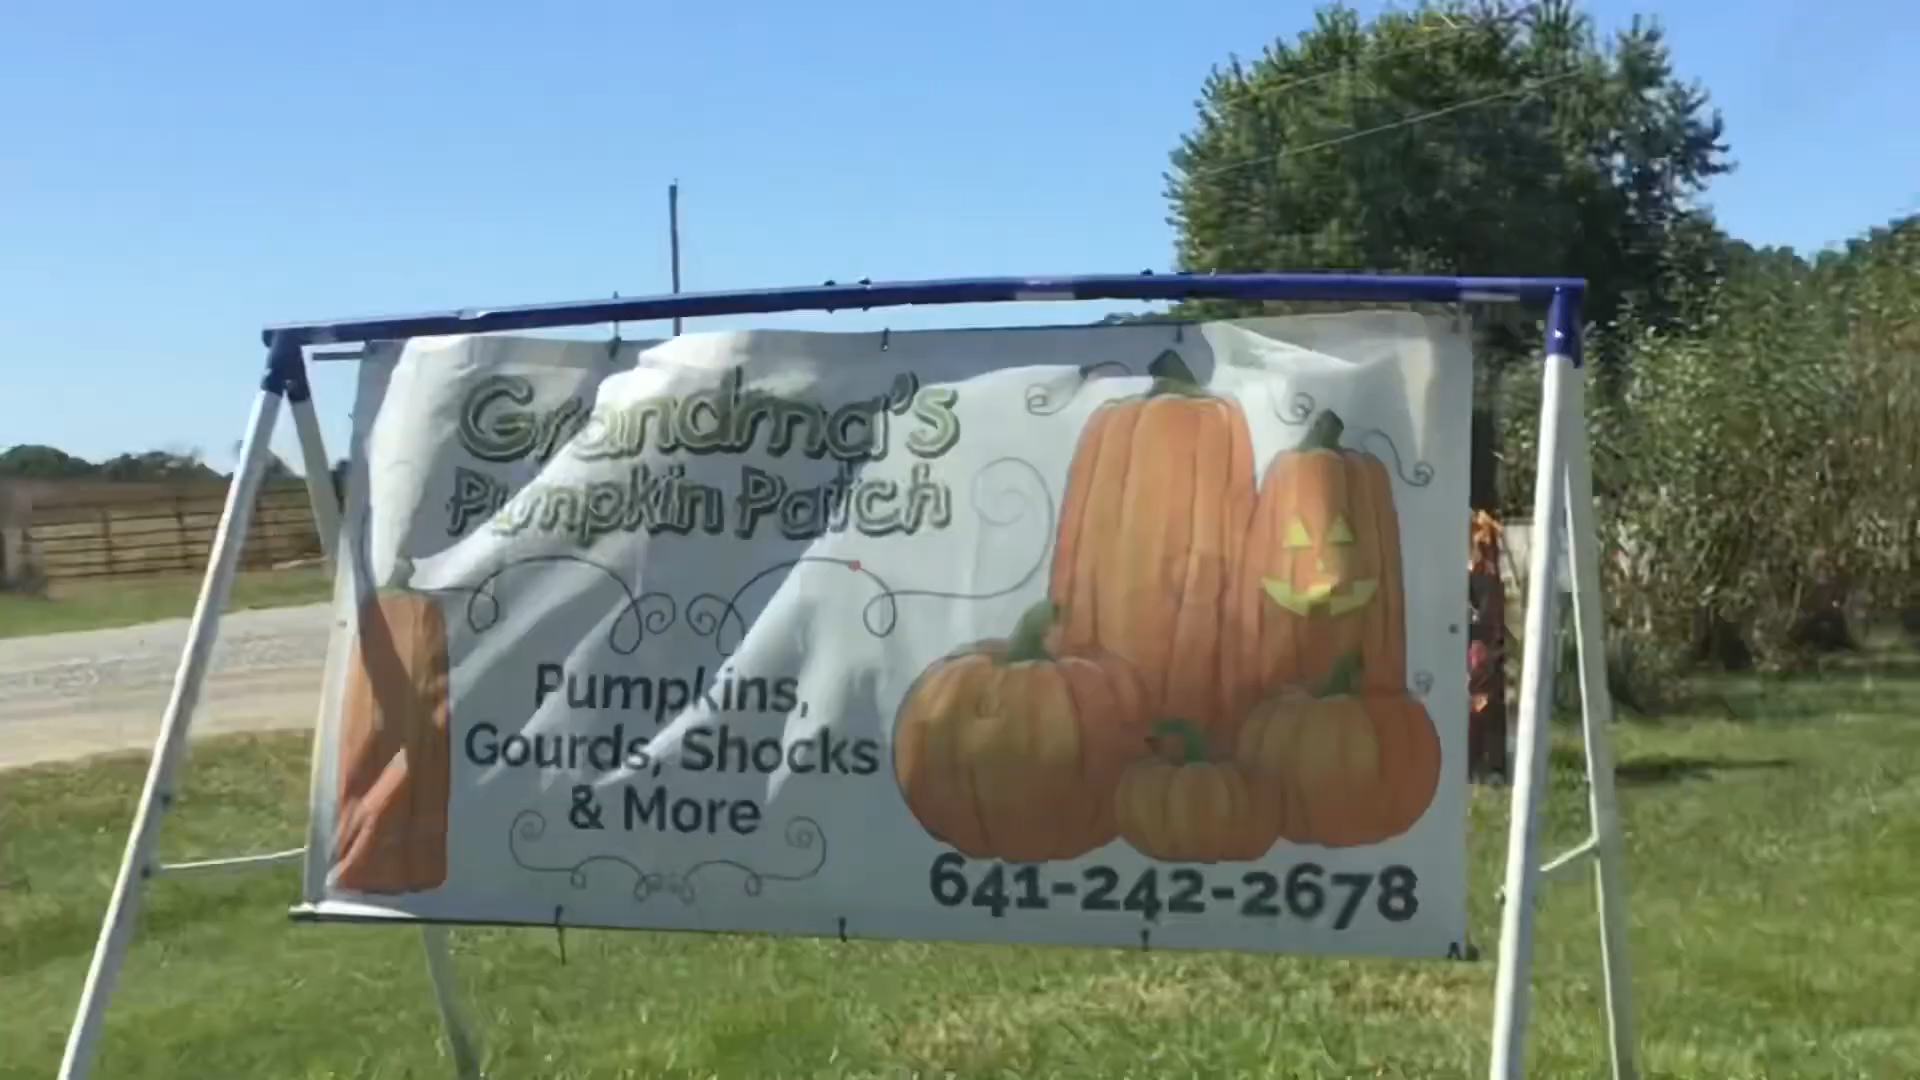 Grandma's
Pumpkin Patch
Pumpkins,
Gourds, Shocks
& More
641-242-2678